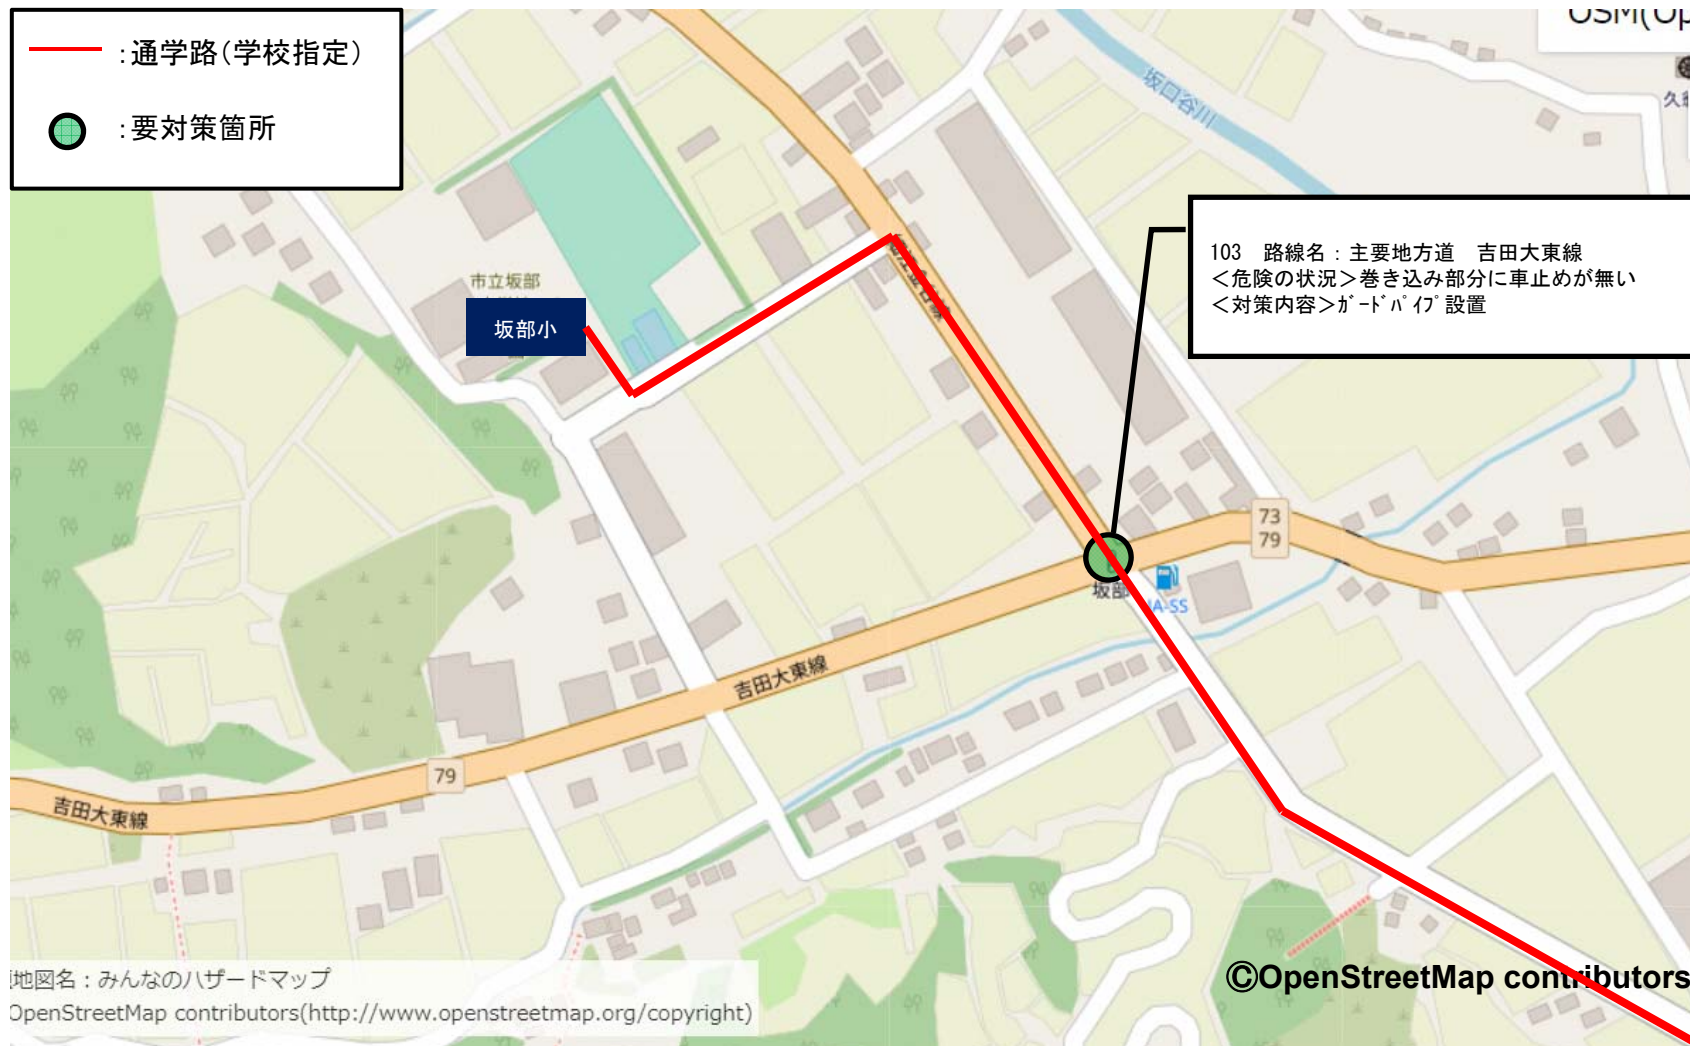 :通学路(学校指定)
:要対策箇所
坂口谷川
103　路線名：主要地方道　吉田大東線
＜危険の状況＞巻き込み部分に車止めが無い
＜対策内容＞ｶﾞｰﾄﾞﾊﾟｲﾌﾟ設置
市立坂部
坂部小
73
79
坂部
JA-SS
吉田大東線
79
吉田大東線
地図名：みんなのハザードマップ
OpenStreetMap contributors(http://www.openstreetmap.org/copyright)
©OpenStreetMap contributors